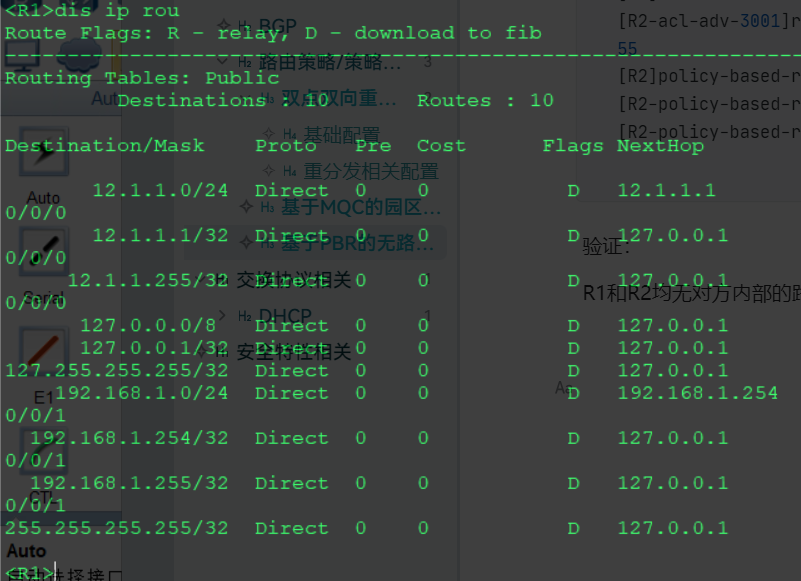 <R1>dis ip rou
Route Flags: R - relay, D - download to fib
------------------------------------------------------------------------------
Routing Tables: Public
Destinations : 10 Routes : 10
Destination/Mask Proto Pre Cost Flags NextHop
12.1.1.0/24 Direct 0 0 D 12.1.1.1
0/0/0
12.1.1.1/32 Direct 0 0 D 127.0.0.1
0/0/0
12.1.1.255/32 Direct 0 0 D 127.0.0.1
0/0/0
127.0.0.0/8 Direct 0 0 D 127.0.0.1
127.0.0.1/32 Direct 0 0 D 127.0.0.1
127.255.255.255/32 Direct 0 0 D 127.0.0.1
192.168.1.0/24 Direct 0 0 D 192.168.1.254
0/0/1
192.168.1.254/32 Direct 0 0 D 127.0.0.1
0/0/1
192.168.1.255/32 Direct 0 0 D 127.0.0.1
0/0/1
255.255.255.255/32 Direct 0 0 D 127.0.0.1
<R1>
Auto
Auto
Serial
E1
CTL
Auto
H2 BGP
H2 路由策略/策略... 3
H3 双点双向重...
H4 基础配置
H4 重分发相关配置
H3 基于MQC的园区...
H3 基于PBR的无路...
交换协议相关 1
H2 DHCP 1
安全特性相关
[R2-acl-adv-3001]r
55
[R2]policy-based-r
[R2-policy-based-r
[R2-policy-based-r
验证:
R1和R2均无对方内部的路